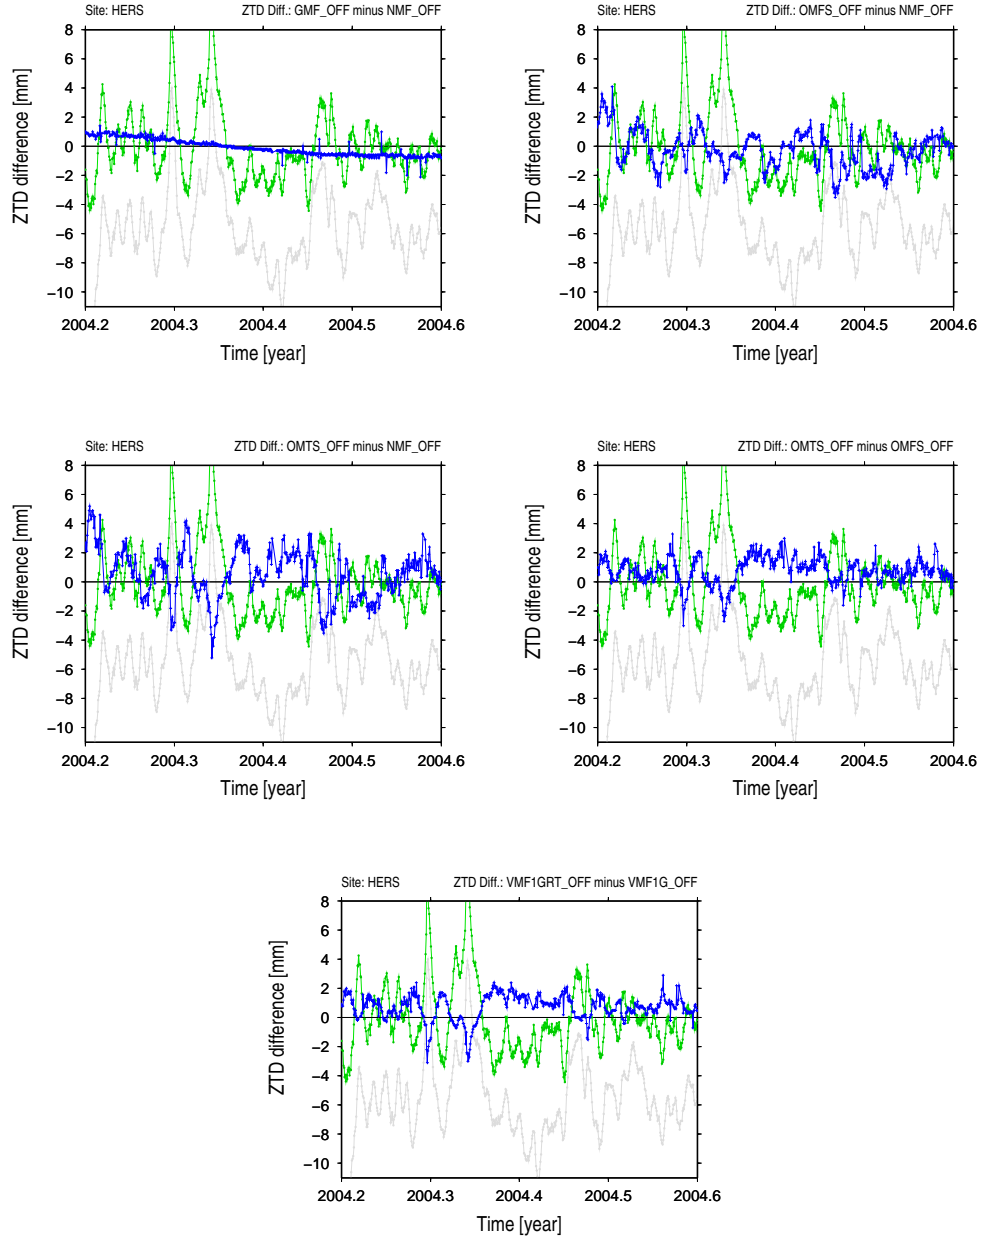 Site: HERS ZTD Diff.: GMF_OFF minus NMF_OFF
8
6
4
2
0
−2
−4
−6
−8
−10
ZTD difference [mm]
2004.2 2004.3 2004.4 2004.5 2004.6
Time [year]
Site: HERS ZTD Diff.: OMFS_OFF minus NMF_OFF
8
6
4
2
0
−2
−4
−6
−8
−10
ZTD difference [mm]
2004.2 2004.3 2004.4 2004.5 2004.6
Time [year]
Site: HERS ZTD Diff.: OMTS_OFF minus NMF_OFF
8
6
4
2
0
−2
−4
−6
−8
−10
ZTD difference [mm]
2004.2 2004.3 2004.4 2004.5 2004.6
Time [year]
Site: HERS ZTD Diff.: OMTS_OFF minus OMFS_OFF
8
6
4
2
0
−2
−4
−6
−8
−10
ZTD difference [mm]
2004.2 2004.3 2004.4 2004.5 2004.6
Time [year]
Site: HERS ZTD Diff.: VMF1GRT_OFF minus VMF1G_OFF
8
6
4
2
0
−2
−4
−6
−8
−10
ZTD difference [mm]
2004.2 2004.3 2004.4 2004.5 2004.6
Time [year]